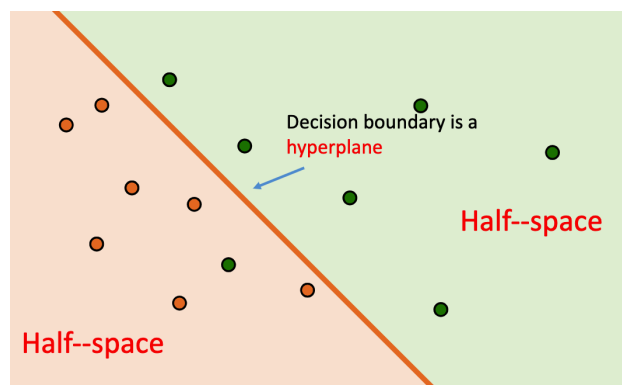 Decision boundary is a
hyperplane
Half--space
Half--space